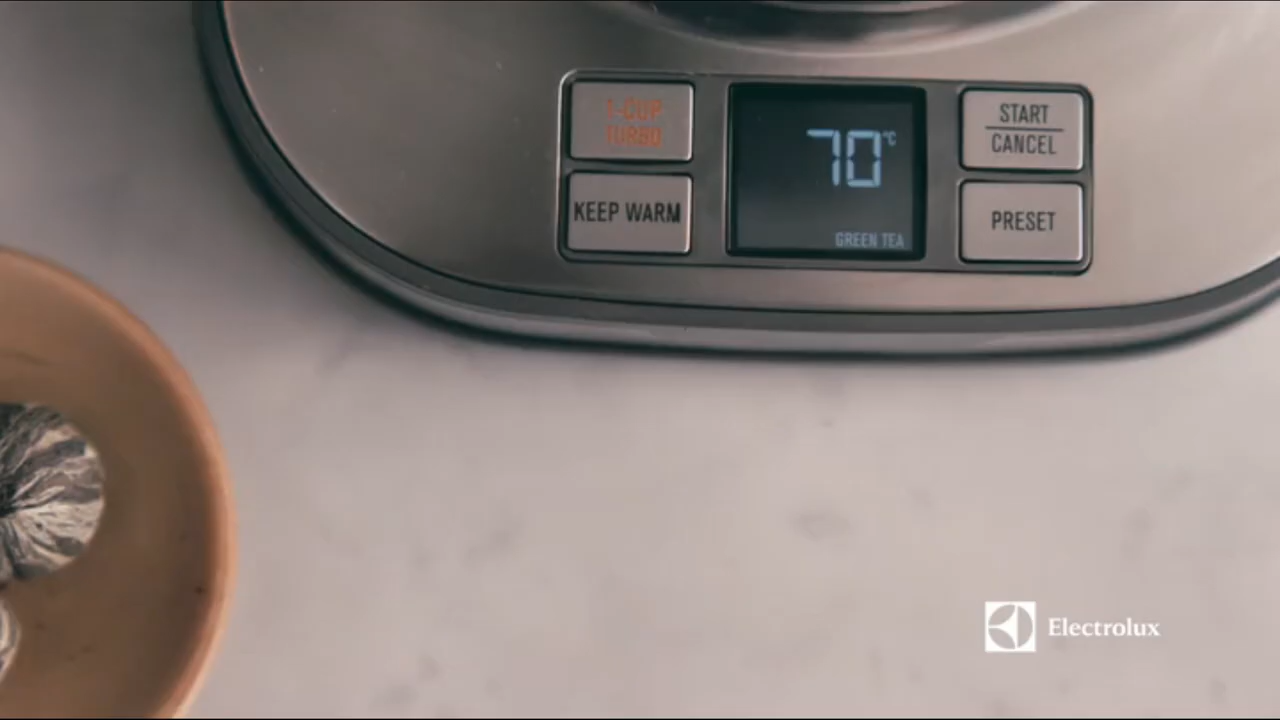 1-CUP
TURBO
KEEP WARM
70°C
GREEN TEA
START
CANCEL
PRESET
Electrolux